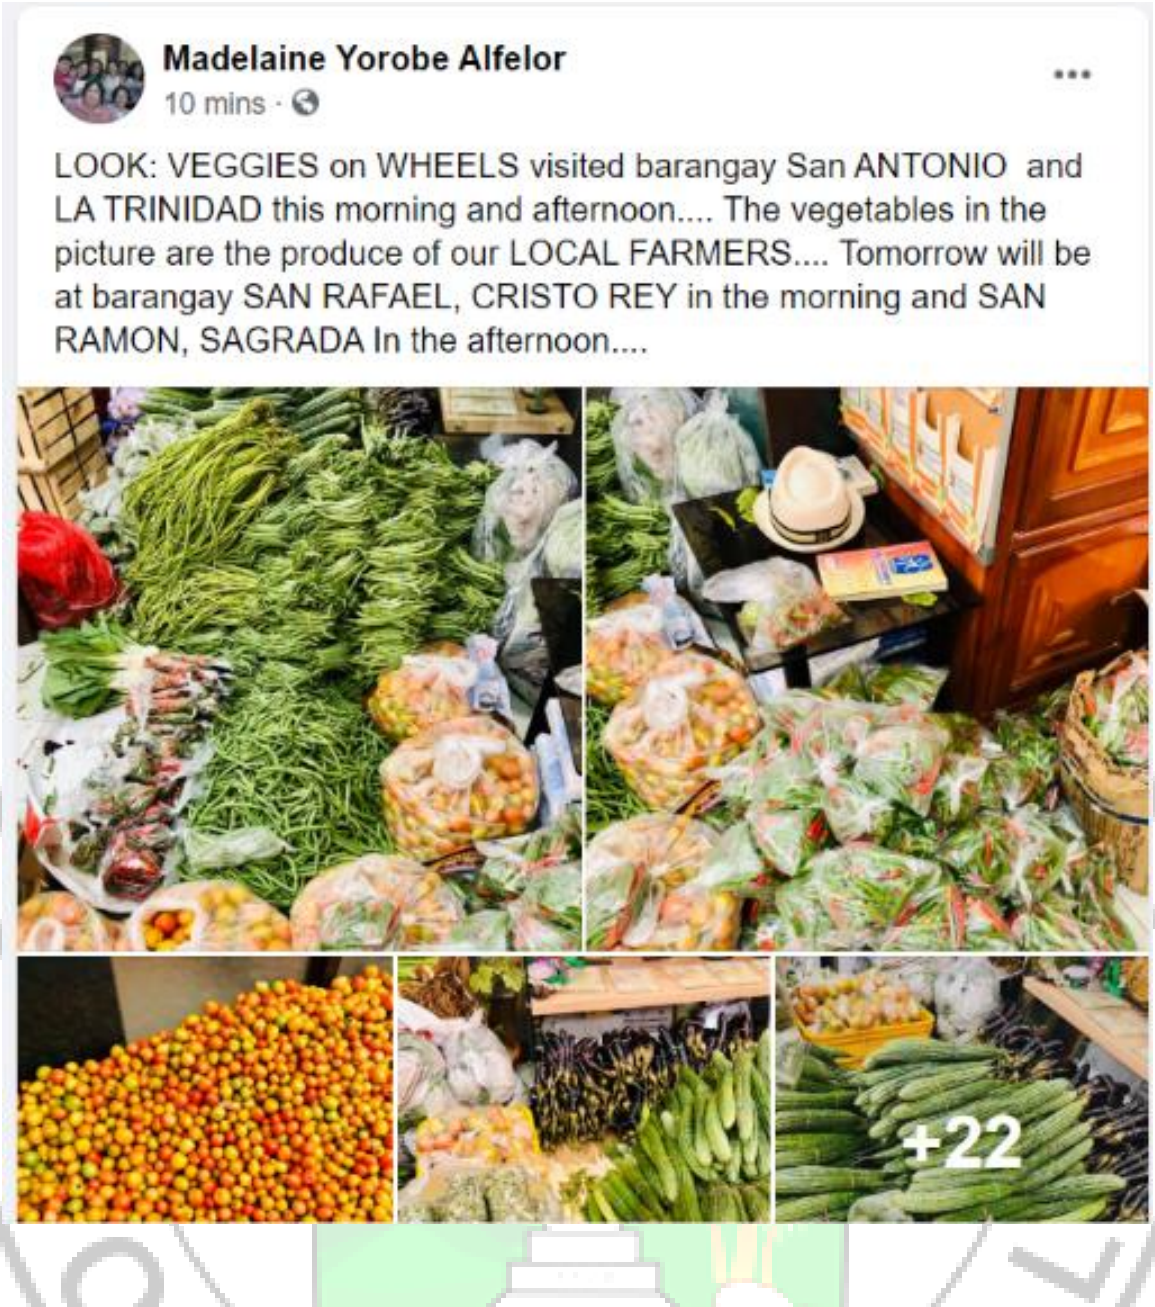 Madelaine Yorobe Alfelor
10 mins ·
LOOK: VEGGIES on WHEELS visited barangay San ANTONIO and
LA TRINIDAD this morning and afternoon.... The vegetables in the
picture are the produce of our LOCAL FARMERS.... Tomorrow will be
at barangay SAN RAFAEL, CRISTO REY in the morning and SAN
RAMON, SAGRADA In the afternoon....
+22